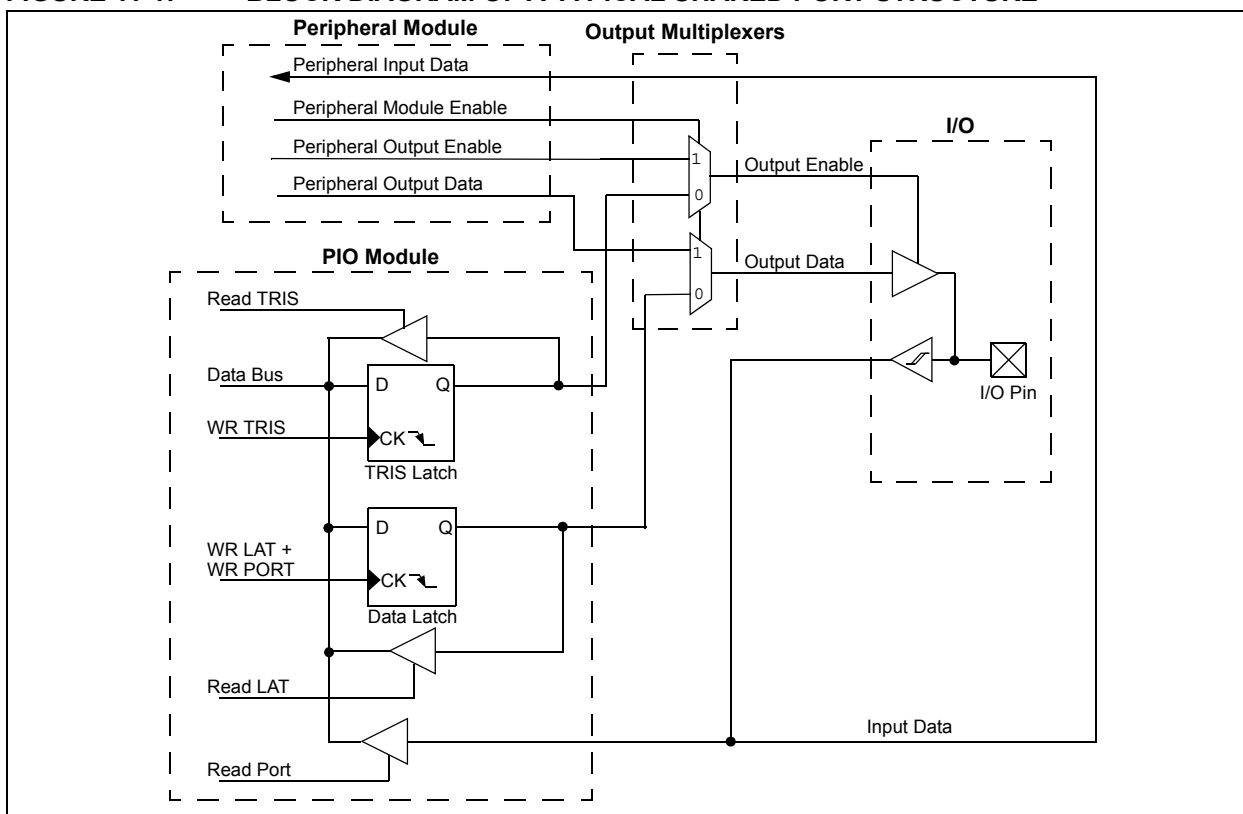 Peripheral Module
Output Multiplexers
Peripheral Input Data
Peripheral Module Enable
I/O
Peripheral Output Enable
1
Output Enable
Peripheral Output Data
0
PIO Module
1
Output Data
Read TRIS
0
Data Bus
D Q
I/O Pin
WR TRIS
CK
TRIS Latch
D Q
WR LAT +
WR PORT
CK
Data Latch
Read LAT
Input Data
Read Port